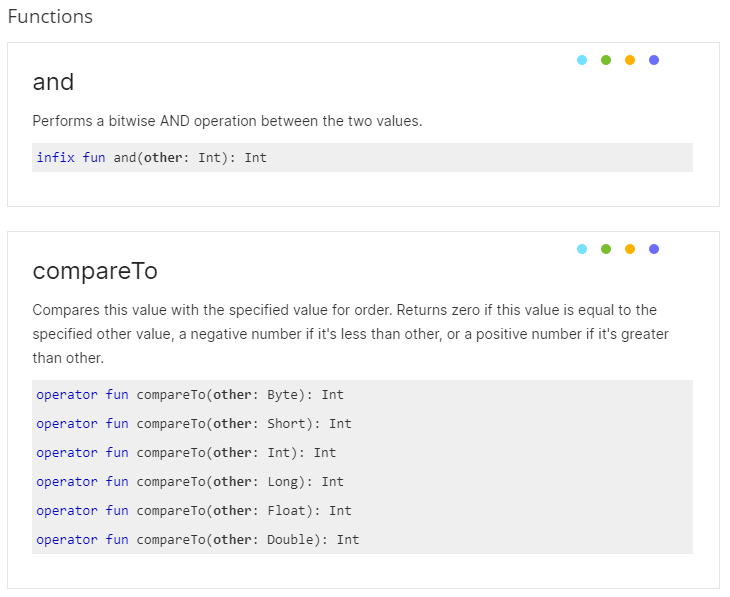 Functions
and
Performs a bitwise AND operation between the two values.
infix fun and(other: Int): Int
compareTo
Compares this value with the specified value for order. Returns zero if this value is equal to the
specified other value, a negative number if it's less than other, or a positive number if it's greater
than other.
operator fun compareTo(other: Byte): Int
operator fun compareTo(other: Short): Int
operator fun compareTo(other: Int): Int
operator fun compareTo(other: Long): Int
operator fun compareTo(other: Float): Int
operator fun compareTo(other: Double): Int